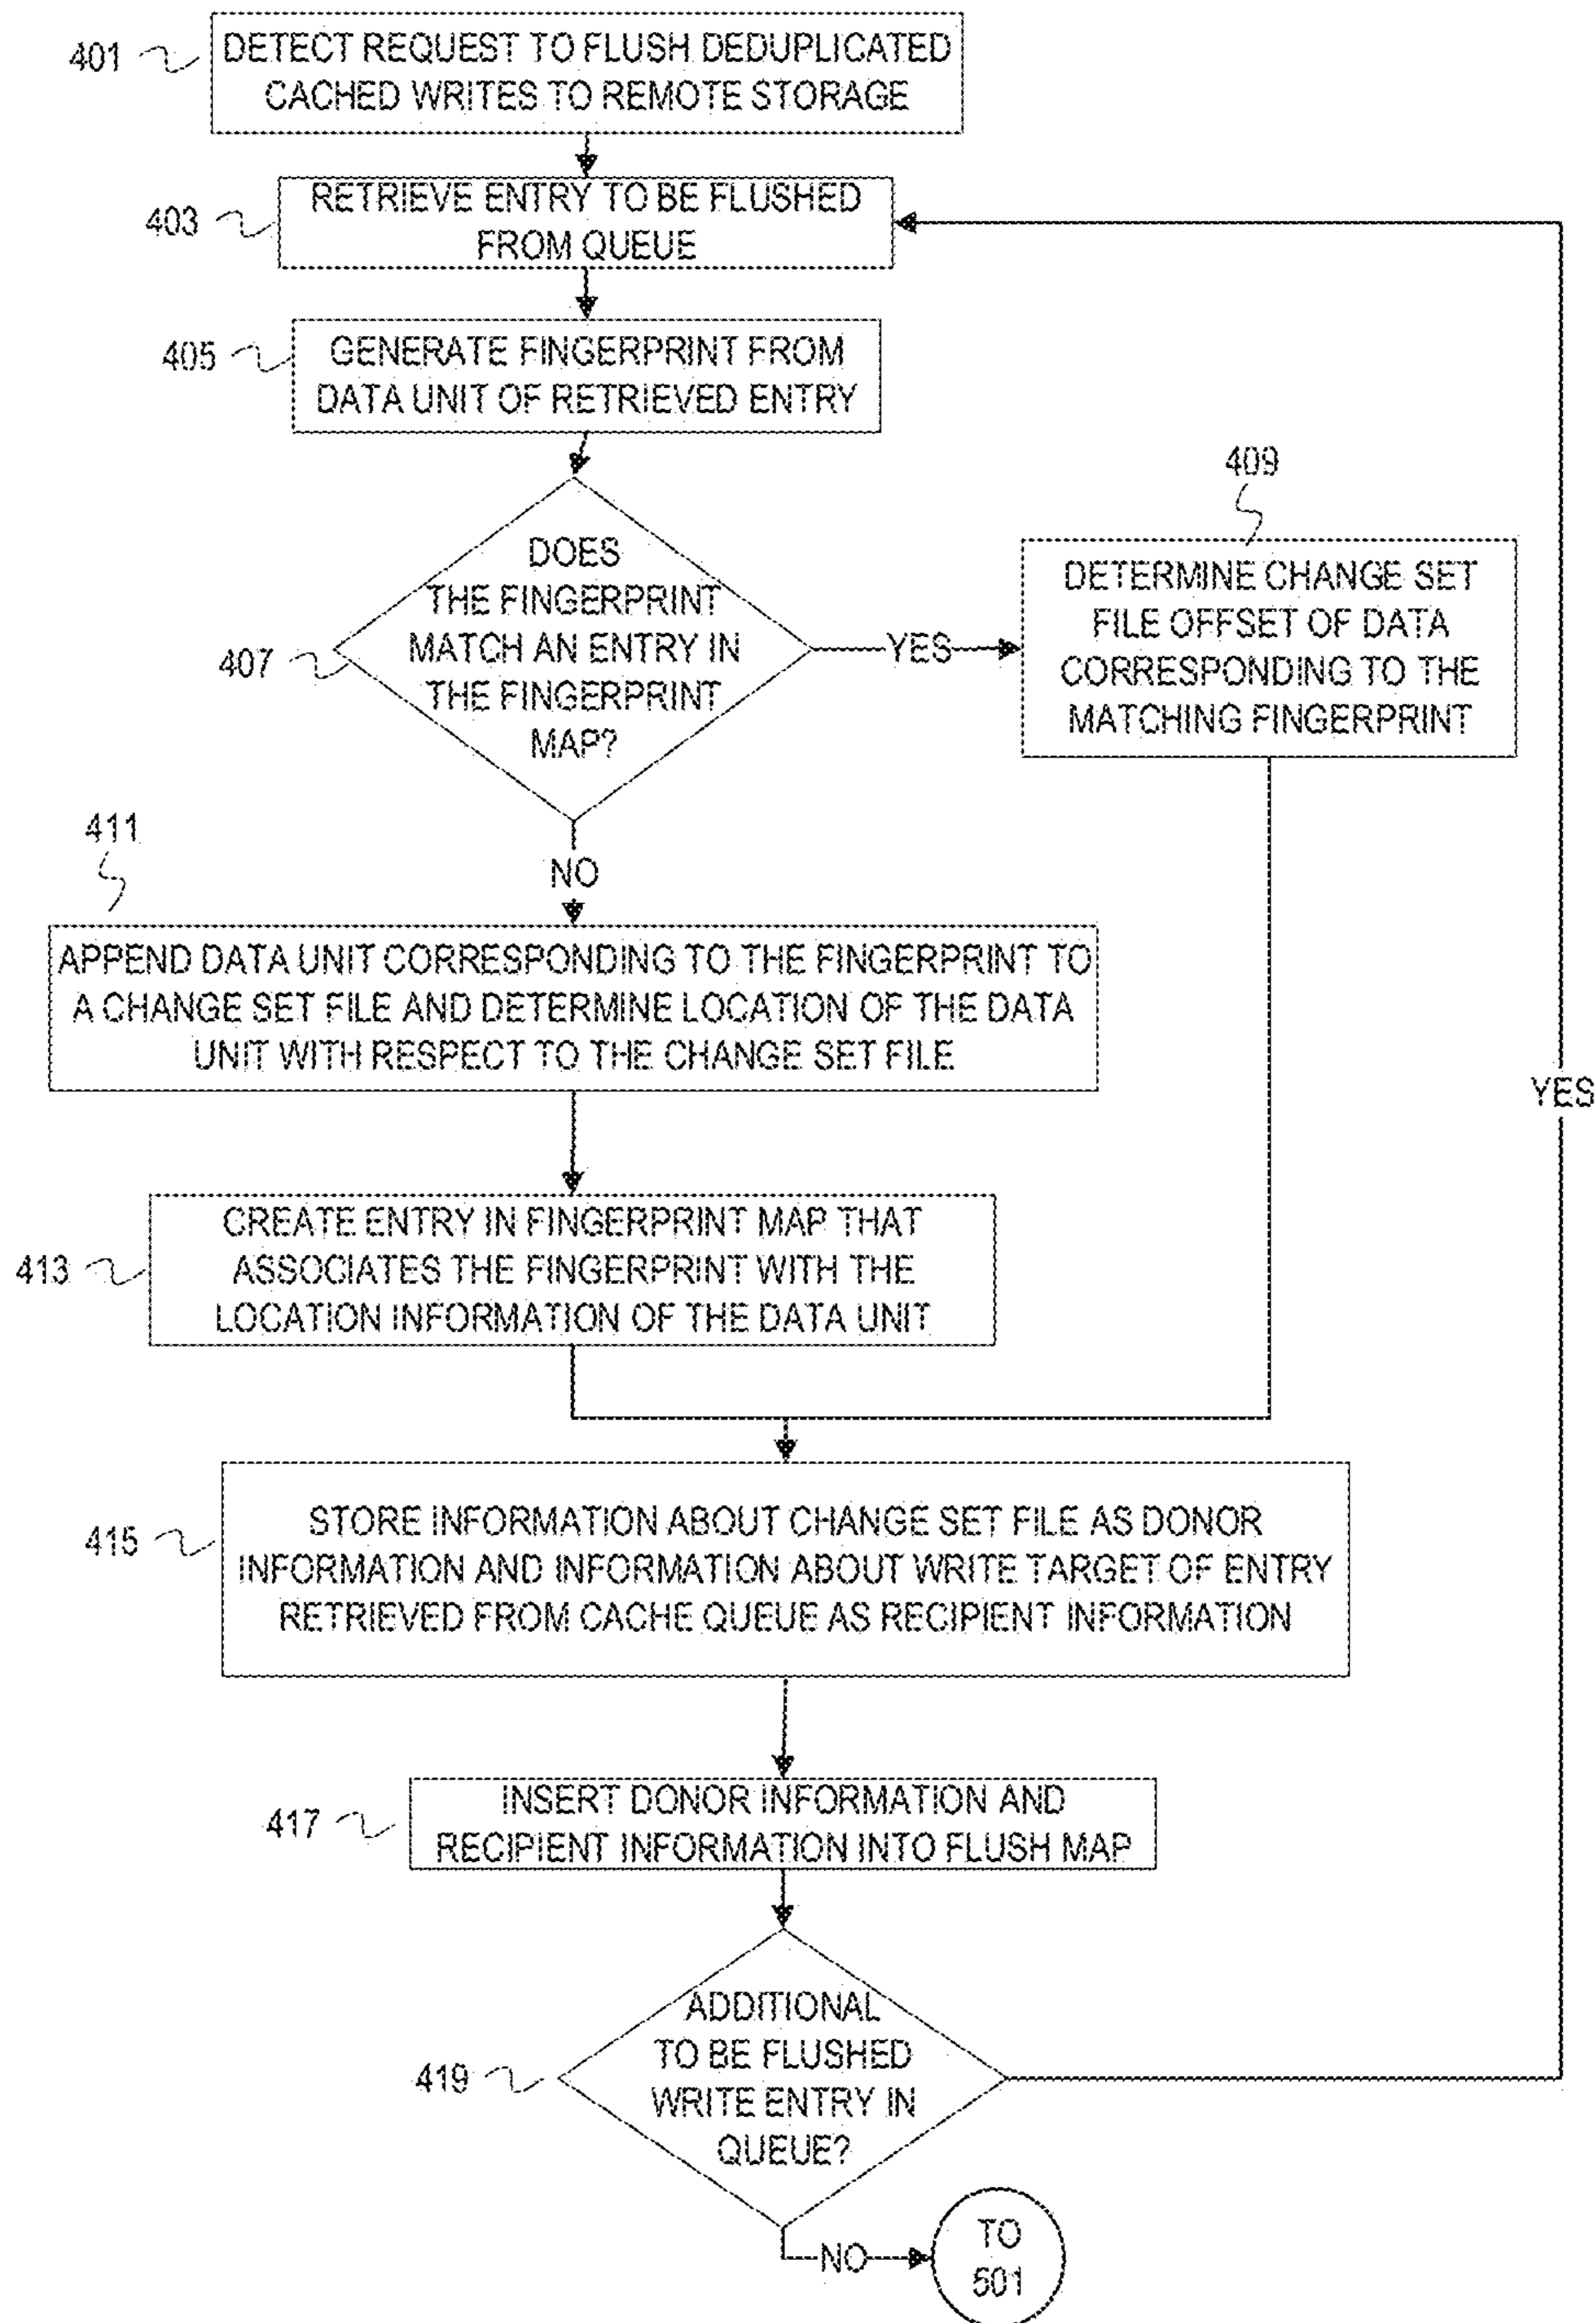 401
DETECT REQUEST TO FLUSH DEDUPLICATED
CACHED WRITES TO REMOTE STORAGE
403
RETRIEVE ENTRY TO BE FLUSHED
FROM QUEUE
405
GENERATE FINGERPRINT FROM
DATA UNIT OF RETRIEVED ENTRY
407
DOES
THE FINGERPRINT
MATCH AN ENTRY IN
THE FINGERPRINT
MAP?
YES
409
DETERMINE CHANGE SET
FILE OFFSET OF DATA
CORRESPONDING TO THE
MATCHING FINGERPRINT
NO
411
APPEND DATA UNIT CORRESPONDING TO THE FINGERPRINT TO
A CHANGE SET FILE AND DETERMINE LOCATION OF THE DATA
UNIT WITH RESPECT TO THE CHANGE SET FILE
YES
413
CREATE ENTRY IN FINGERPRINT MAP THAT
ASSOCIATES THE FINGERPRINT WITH THE
LOCATION INFORMATION OF THE DATA UNIT
415
STORE INFORMATION ABOUT CHANGE SET FILE AS DONOR
INFORMATION AND INFORMATION ABOUT WRITE TARGET OF ENTRY
RETRIEVED FROM CACHE QUEUE AS RECIPIENT INFORMATION
417
INSERT DONOR INFORMATION AND
RECIPIENT INFORMATION INTO FLUSH MAP
419
ADDITIONAL
TO BE FLUSHED
WRITE ENTRY IN
QUEUE?
NO
TO
501